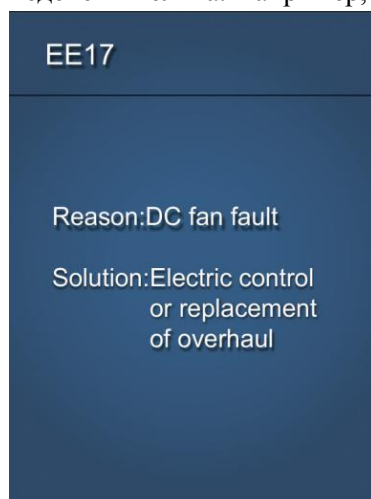 EE17
Reason:DC fan fault
Solution:Electric control
or replacement
of overhaul